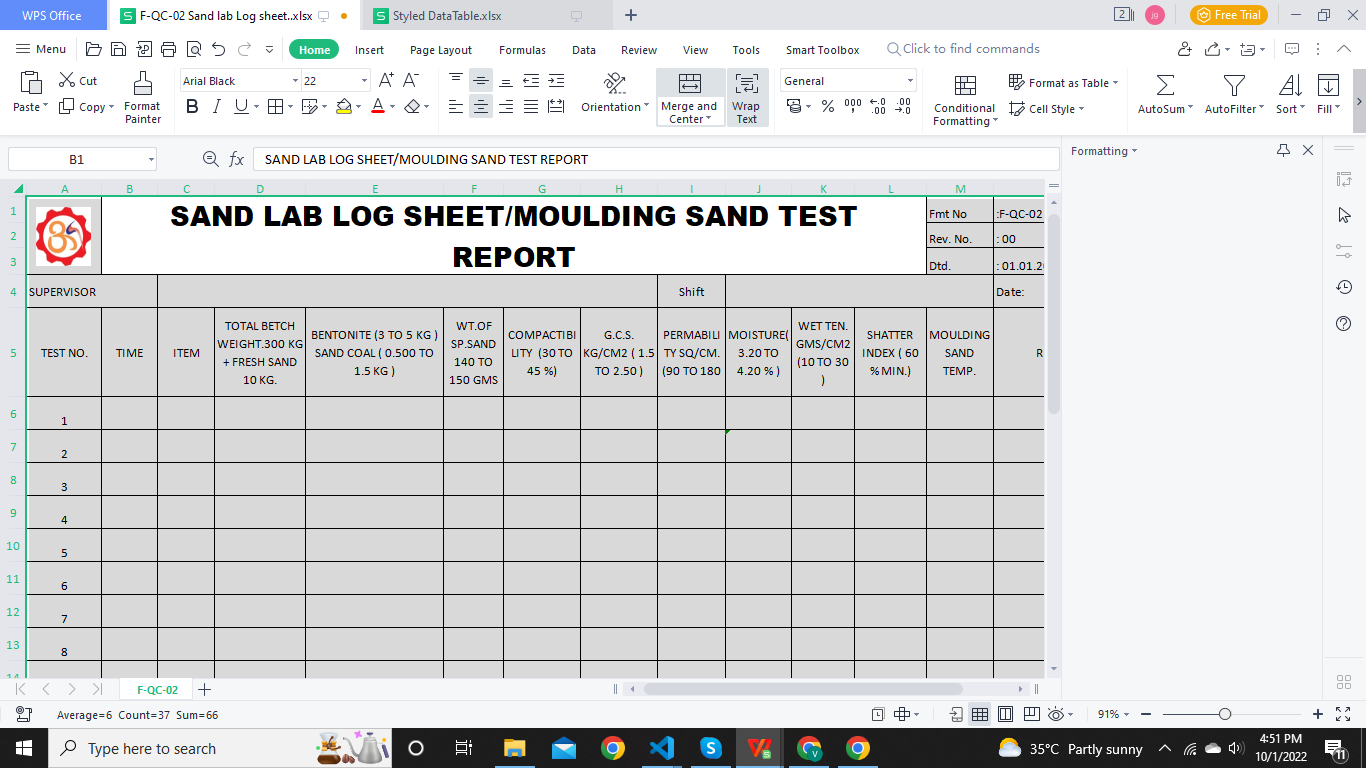 WPS Office
F-QC-02 Sand lab Log sheet..xlsx
Styled DataTable.xlsx
2
jg
Free Trial
Menu
Home
Insert
Page Layout
Formulas
Data
Review
View
Tools
Smart Toolbox
Click to find commands
Paste
Cut
Copy
Format Painter
Arial Black
22
Orientation
Merge and Center
Wrap Text
General
Conditional Formatting
Format as Table
Cell Style
AutoSum
AutoFilter
Sort
Fill
B1
SAND LAB LOG SHEET/MOULDING SAND TEST REPORT
Formatting
A B C D E F G H I J K L M
1
2
3
SAND LAB LOG SHEET/MOULDING SAND TEST
REPORT
Fmt No :F-QC-02
Rev. No. : 00
Dtd. : 01.01.2
4 SUPERVISOR Shift Date:
5 TEST NO.
TIME
ITEM
TOTAL BETCH
WEIGHT.300 KG
+ FRESH SAND
10 KG.
BENTONITE (3 TO 5 KG )
SAND COAL ( 0.500 TO
1.5 KG )
WT.OF
SP.SAND
140 TO
150 GMS
COMPACTIBI
LITY (30 TO
45 %)
G.C.S.
KG/CM2 ( 1.5
TO 2.50 )
PERMABILI
TY SQ/CM.
(90 TO 180
MOISTURE(
3.20 TO
4.20 % )
WET TEN.
GMS/CM2
(10 TO 30
)
SHATTER
INDEX ( 60
% MIN.)
MOULDING
SAND
TEMP.
R
6 1
7 2
8 3
9 4
10 5
11 6
12 7
13 8
14
F-QC-02
Average=6 Count=37 Sum=66
91%
Type here to search
35°C Partly sunny
4:51 PM
10/1/2022
11